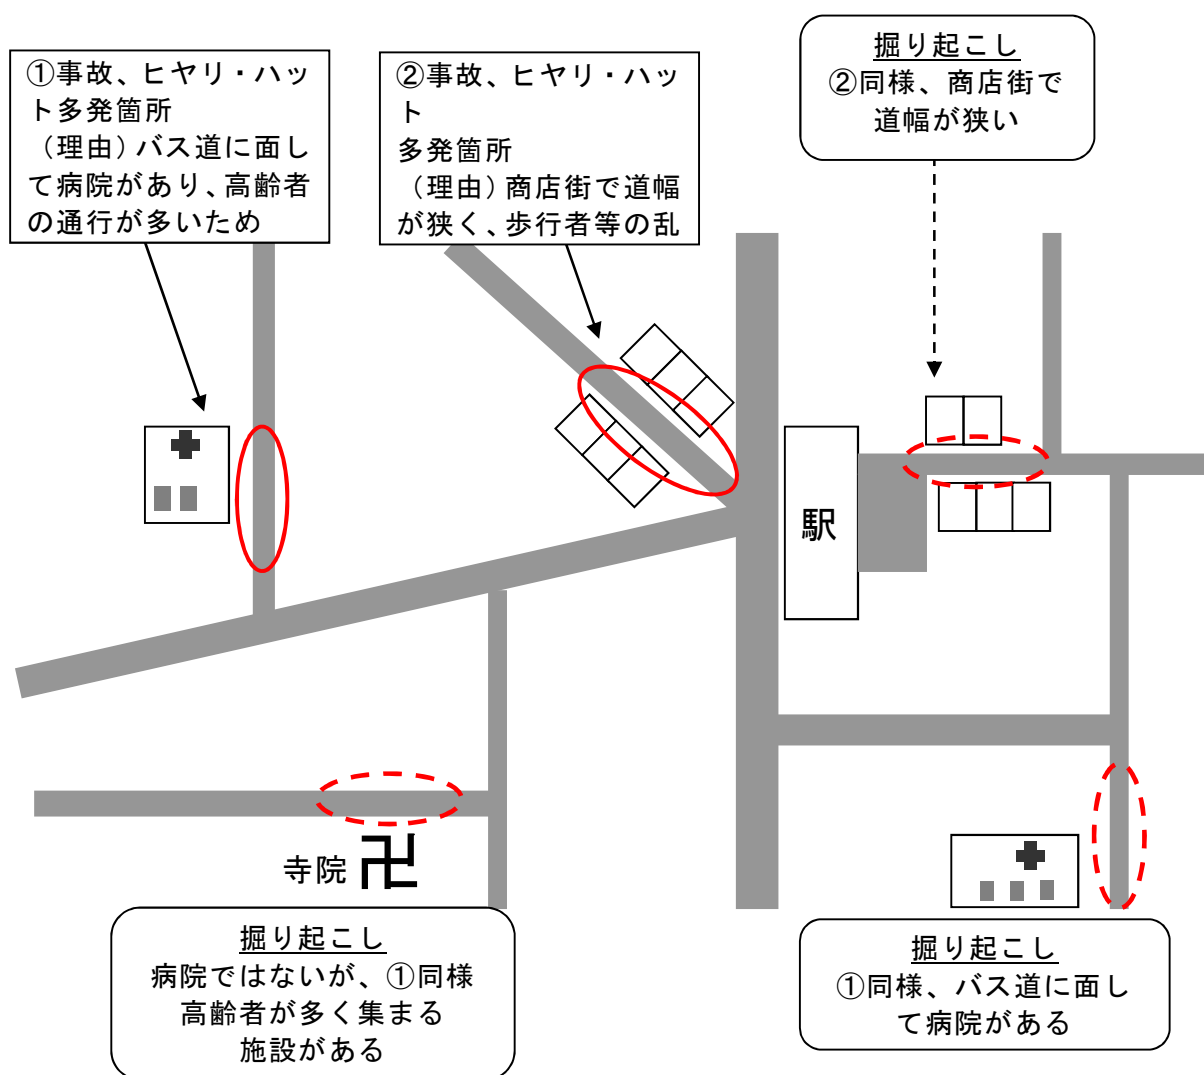 ①事故、ヒヤリ・ハッ
ト多発箇所
（理由）バス道に面し
て病院があり、高齢者
の通行が多いため
②事故、ヒヤリ・ハッ
ト
多発箇所
（理由）商店街で道幅
が狭く、歩行者等の乱
掘り起こし
②同様、商店街で
道幅が狭い
駅
寺院 卍
掘り起こし
病院ではないが、①同様
高齢者が多く集まる
施設がある
掘り起こし
①同様、バス道に面し
て病院がある